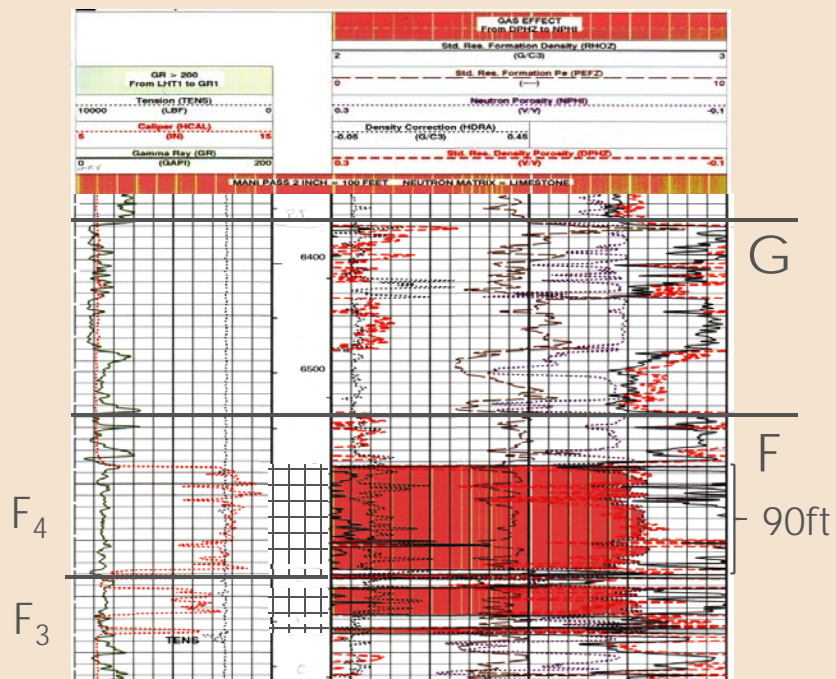 GAS EFFECT
From DPHZ to NPHI
Std. Res. Formation Density (RHOZ)
2 (G/C3) 3
GR > 200
From LHT1 to GR1
Std. Res. Formation Pe (PEFZ)
0 (----) 10
Tension (TENS)
10000 (LBF) 0
Neutron Porosity (NPHI)
0.3 (V/V) -0.1
Caliper (HCAL)
5 (IN) 15
Density Correction (HDRA)
-0.05 (G/C3) 0.45
Gamma Ray (GR)
0 (GAPI) 200
Std. Res. Density Porosity (DPHZ)
0.3 (V/V) -0.1
MANI PASS 2 INCH = 100 FEET NEUTRON MATRIX = LIMESTONE
6400
G
6500
F
F4
90ft
F3
TENS
C